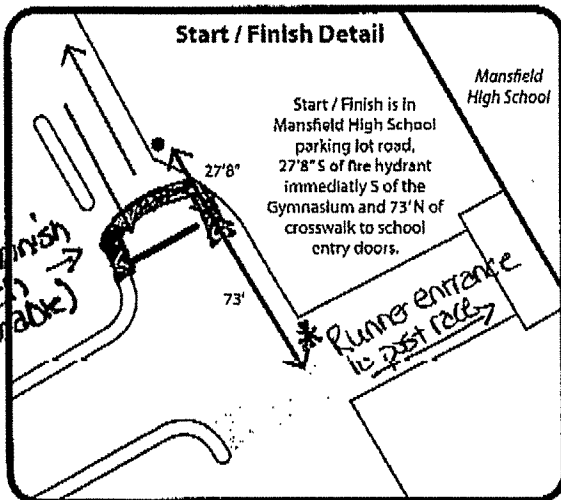 Start / Finish Detail
Mansfield
High School
Start / Finish is in
Mansfield High School
parking lot road,
27'8" S of fire hydrant
immediatly S of the
Gymnasium and 73' N of
crosswalk to school
entry doors.
27'8"
73'
Runner entrance
to post race